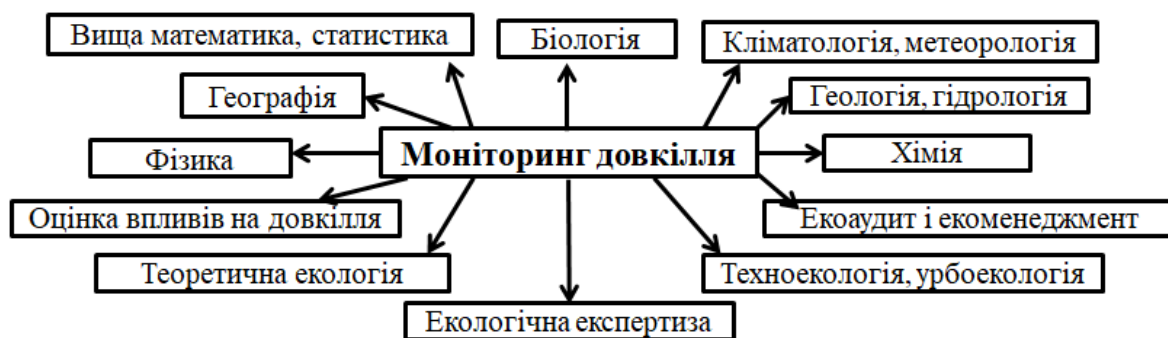 Вища математика, статистика
Біологія
Кліматологія, метеорологія
Географія
Геологія, гідрологія
Фізика
Моніторинг довкілля
Хімія
Оцінка впливів на довкілля
Екоаудит і екоменеджмент
Теоретична екологія
Техноекологія, урбоекологія
Екологічна експертиза